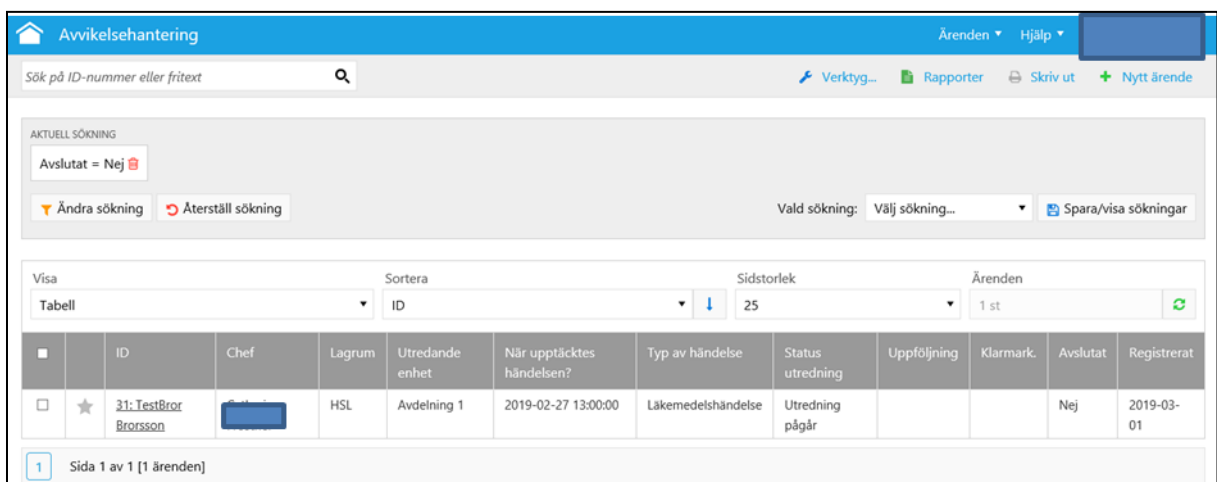 Avvikelsehantering Ärenden Hjälp
Sök på ID-nummer eller fritext Verktyg... Rapporter Skriv ut Nytt ärende
AKTUELL SÖKNING
Avslutat = Nej
Ändra sökning Återställ sökning Vald sökning: Välj sökning... Spara/visa sökningar
Visa Sortera Sidstorlek Ärenden
Tabell ID 25 1 st
ID Chef Lagrum Utredande När upptäcktes Typ av händelse Status Uppföljning Klarmark. Avslutat Registrerat
enhet händelsen? utredning
31: TestBror HSL Avdelning 1 2019-02-27 13:00:00 Läkemedelshändelse Utredning Nej 2019-03-
Brorsson pågår 01
1 Sida 1 av 1 [1 ärenden]